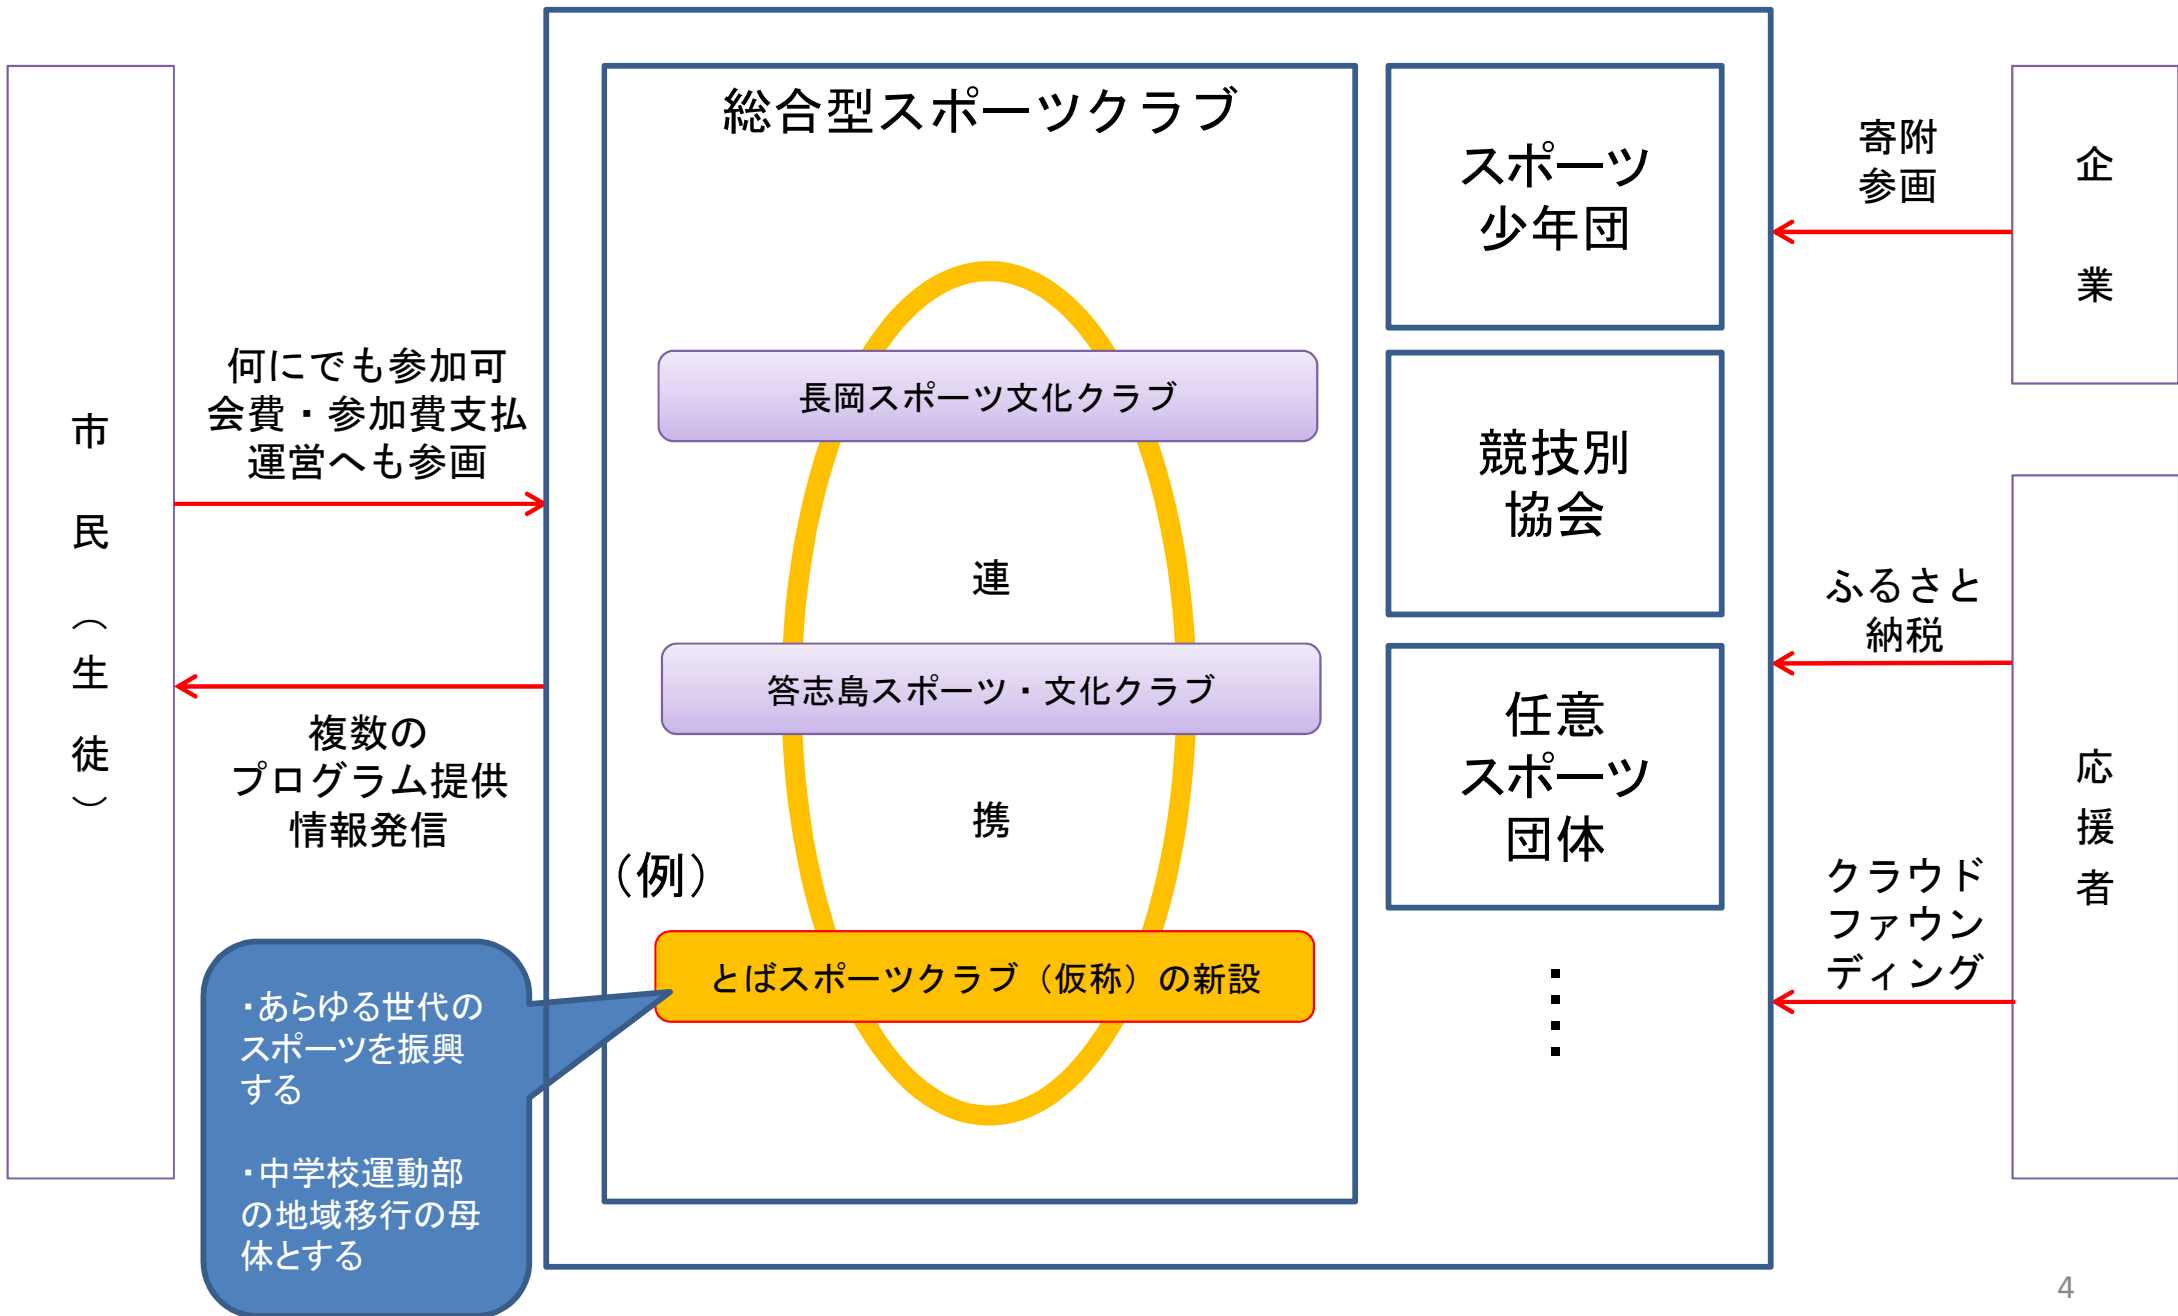 市民（生徒）
何にでも参加可
会費・参加費支払
運営へも参画
複数の
プログラム提供
情報発信
総合型スポーツクラブ
長岡スポーツ文化クラブ
連
答志島スポーツ・文化クラブ
携
（例）
とばスポーツクラブ（仮称）の新設
・あらゆる世代の
スポーツを振興
する
・中学校運動部
の地域移行の母
体とする
スポーツ
少年団
競技別
協会
任意
スポーツ
団体
寄附
参画
企業
ふるさと
納税
クラウド
ファウン
ディング
応援者
4